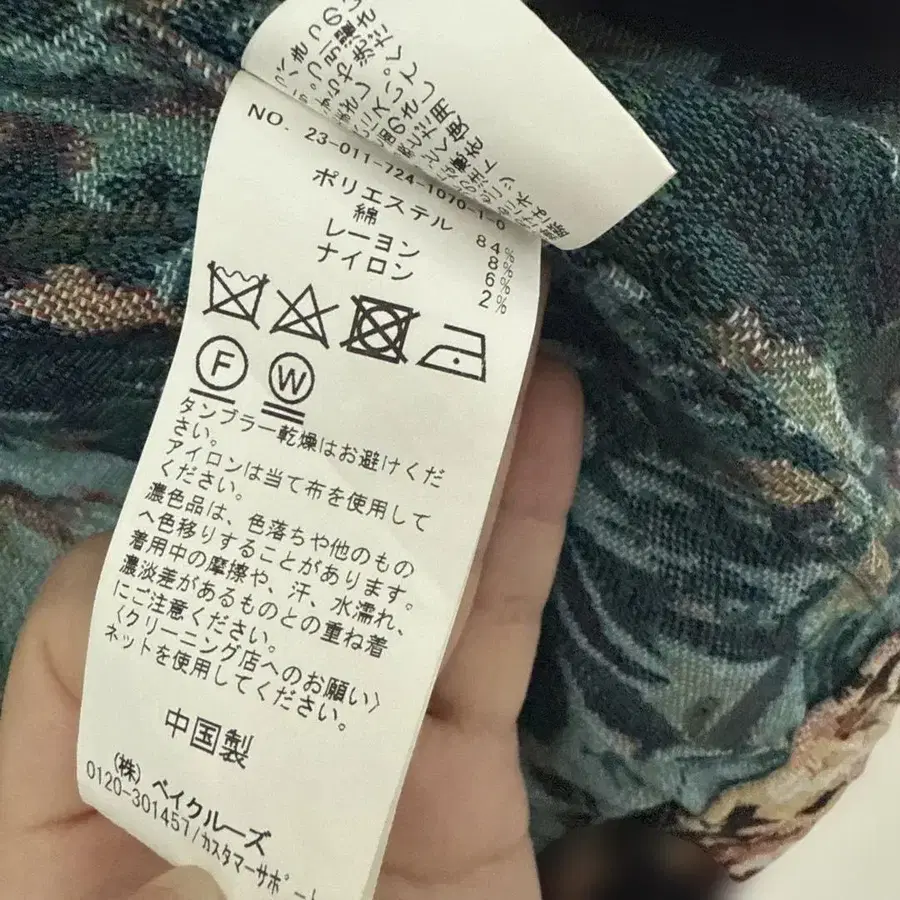 NO. 23-011-724-1070-1-0
ポリエステル 84%
綿 8%
レーヨン 6%
ナイロン 2%
F W
タンブラー乾燥はお避けくだ
さい。
アイロンは当て布を使用して
ください。
濃色品は、色落ちや他のもの
へ色移りすることがあります。
着用中の摩擦や、汗、水濡れ、
濃淡差があるものとの重ね着
にご注意ください。
〈クリーニング店へのお願い〉
ネットを使用してください。
中国製
(株) ベイクルーズ
0120-301457/カスタマーサポート